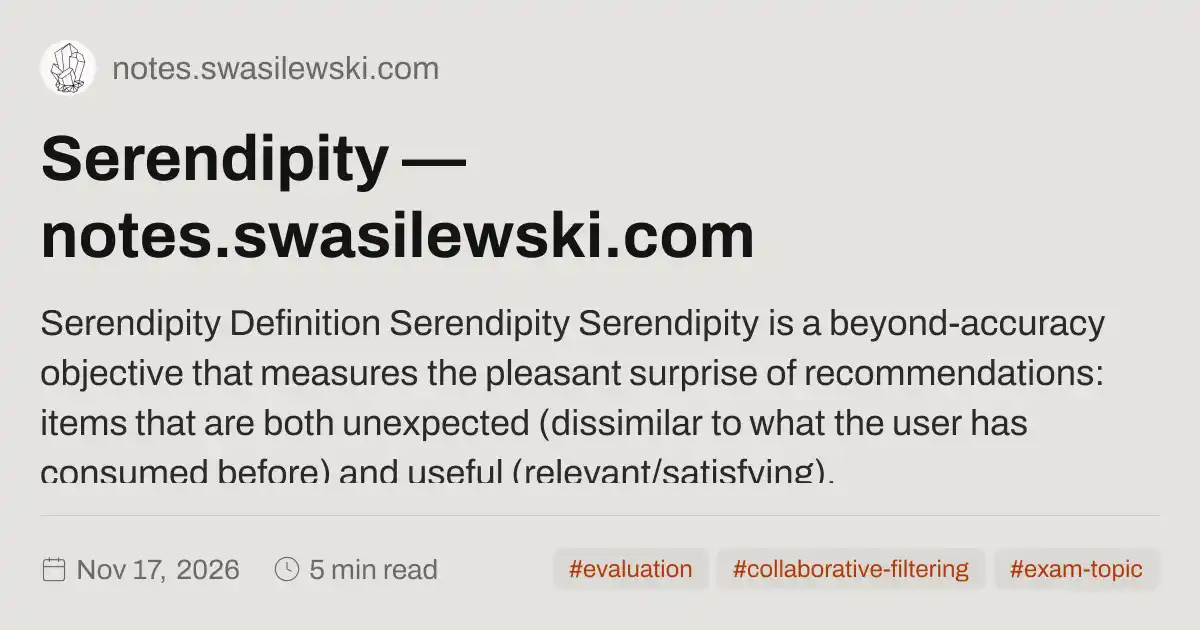 notes.swasilewski.com
Serendipity —
notes.swasilewski.com
Serendipity Definition Serendipity Serendipity is a beyond-accuracy
objective that measures the pleasant surprise of recommendations:
items that are both unexpected (dissimilar to what the user has
consumed before) and useful (relevant/satisfying).
Nov 17, 2026 5 min read #evaluation #collaborative-filtering #exam-topic